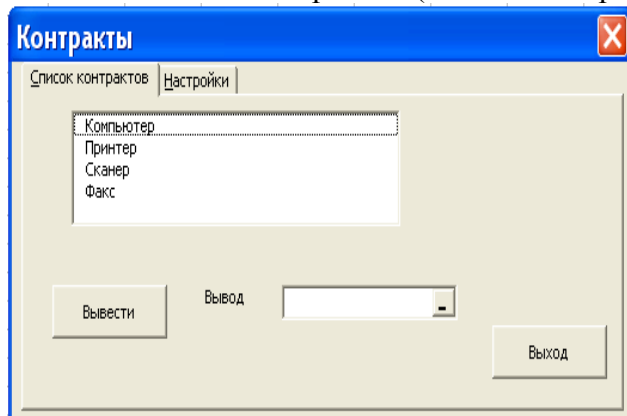 Контракты
Список контрактов Настройки
Компьютер
Принтер
Сканер
Факс
Вывести Вывод
Выход